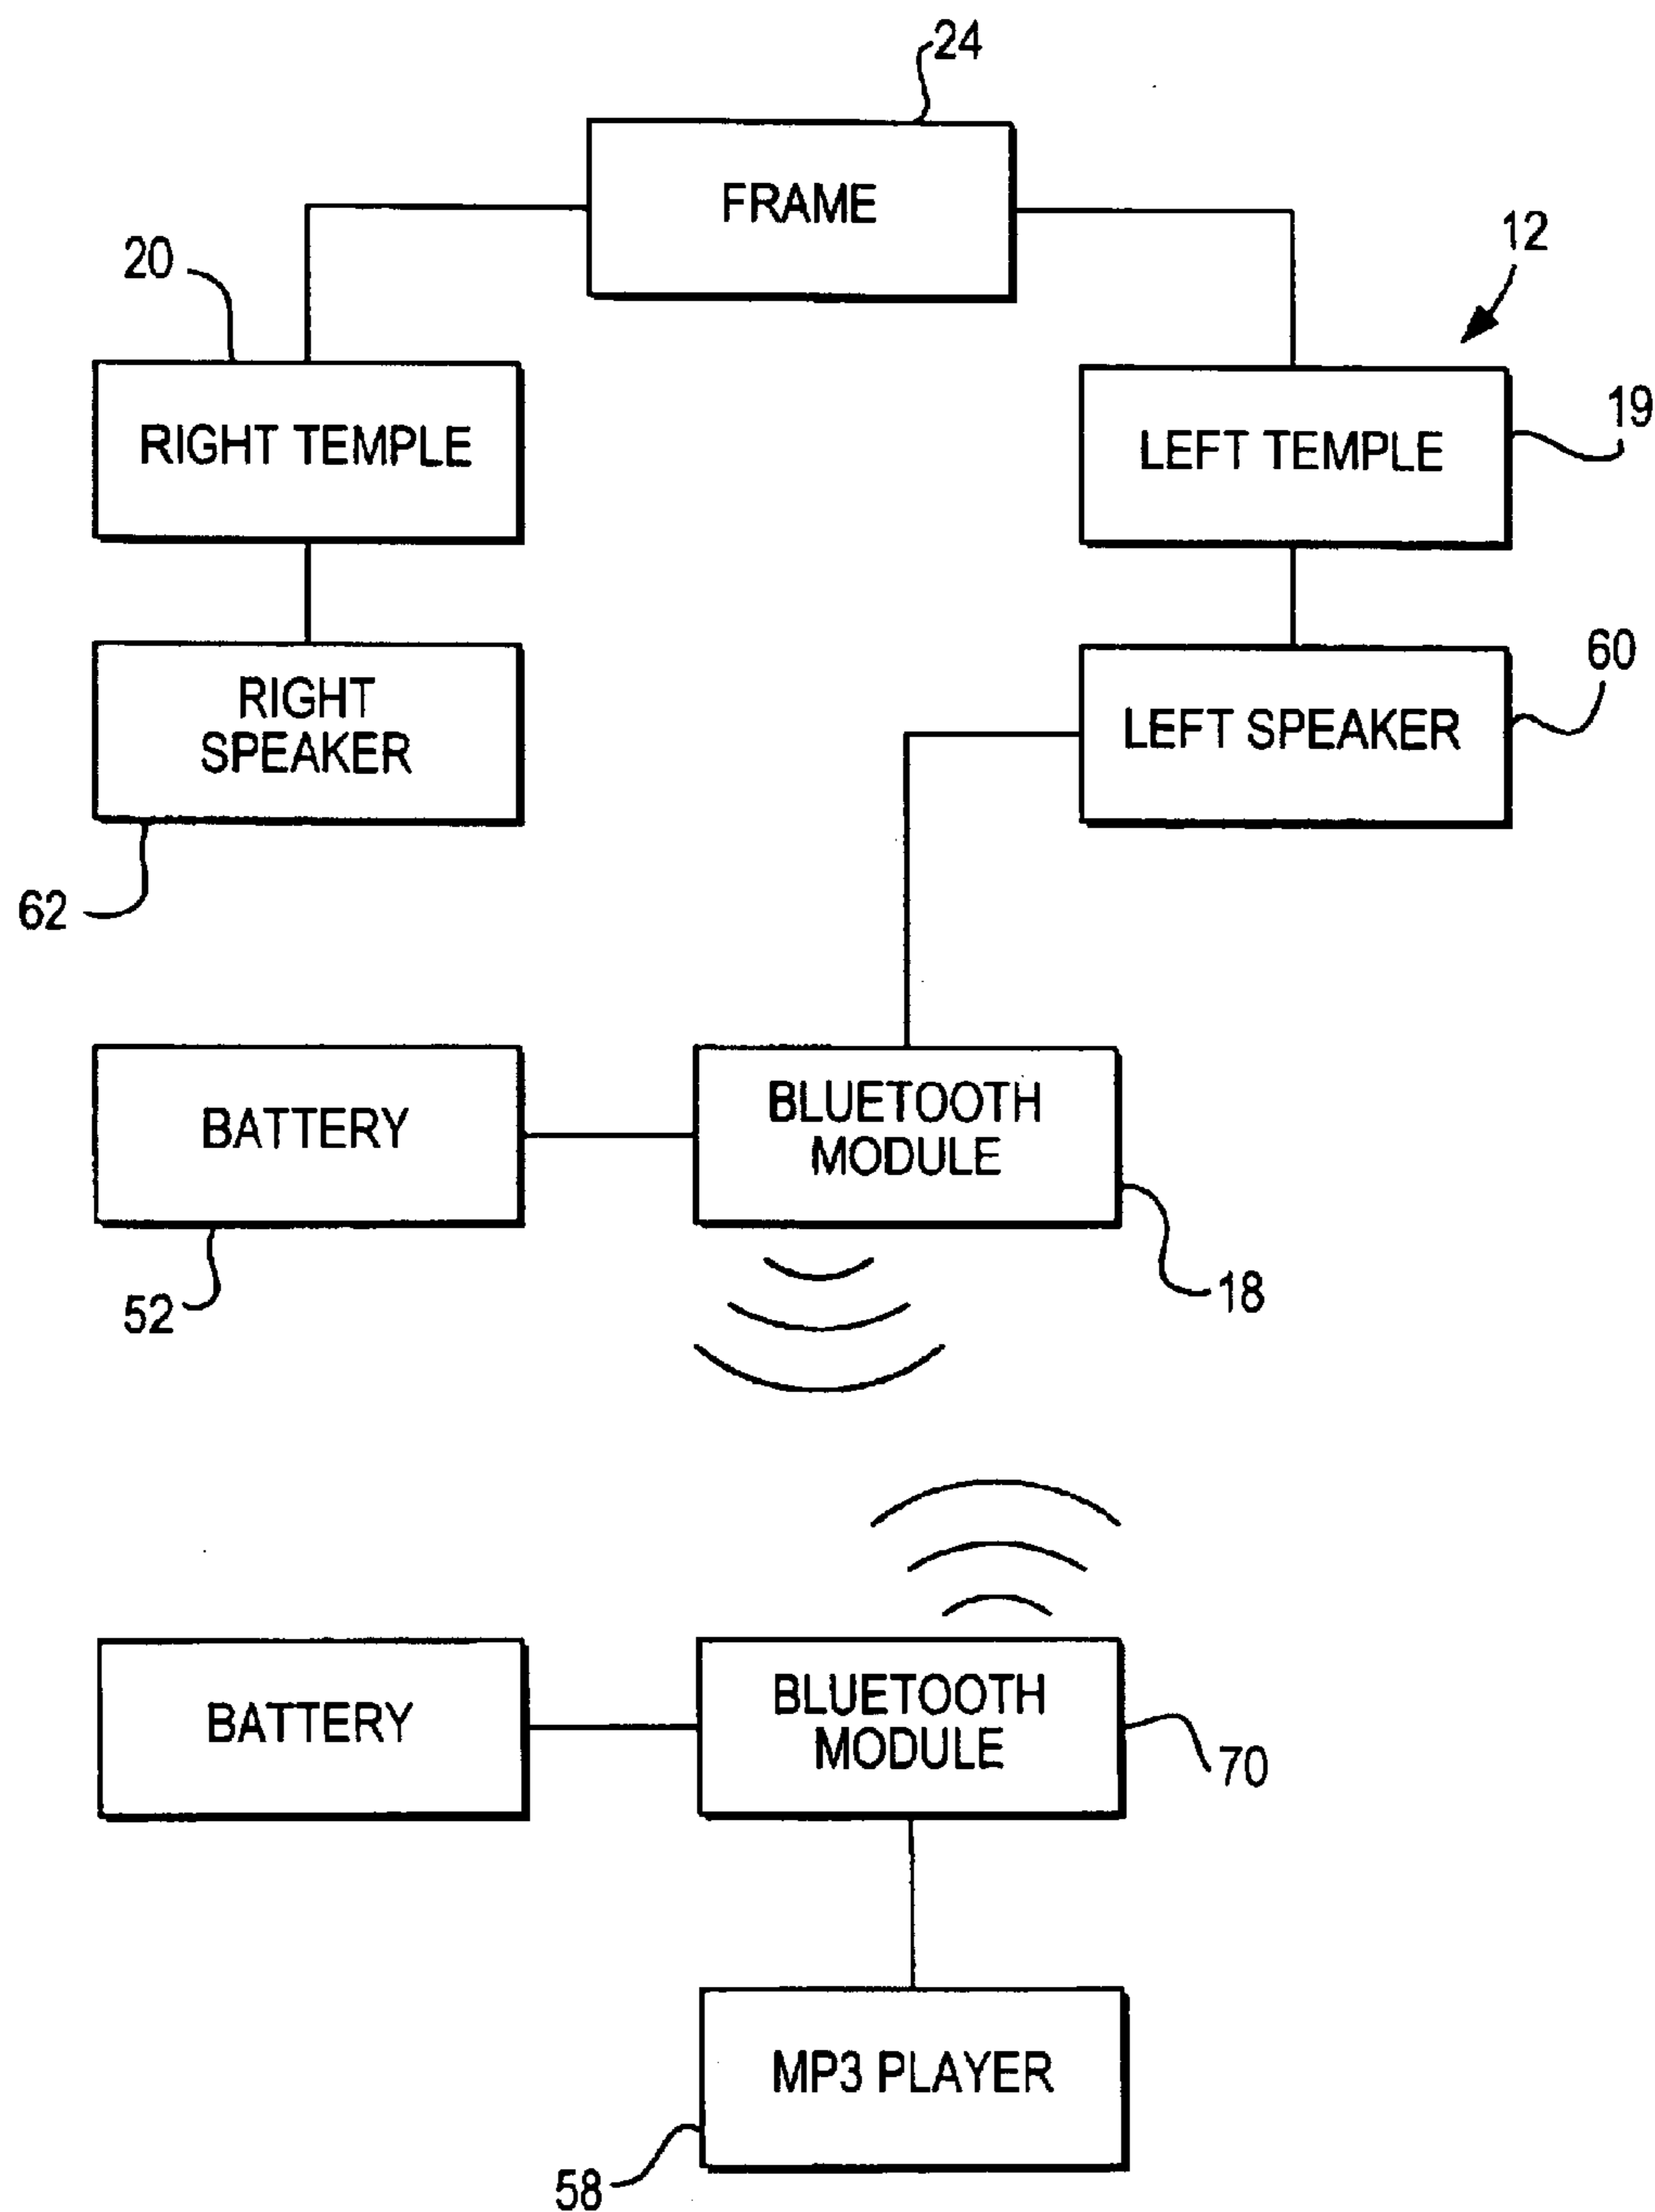 24
FRAME
12
20
RIGHT TEMPLE
LEFT TEMPLE
19
RIGHT
SPEAKER
LEFT SPEAKER
60
62
BATTERY
BLUETOOTH
MODULE
52
18
BATTERY
BLUETOOTH
MODULE
70
MP3 PLAYER
58